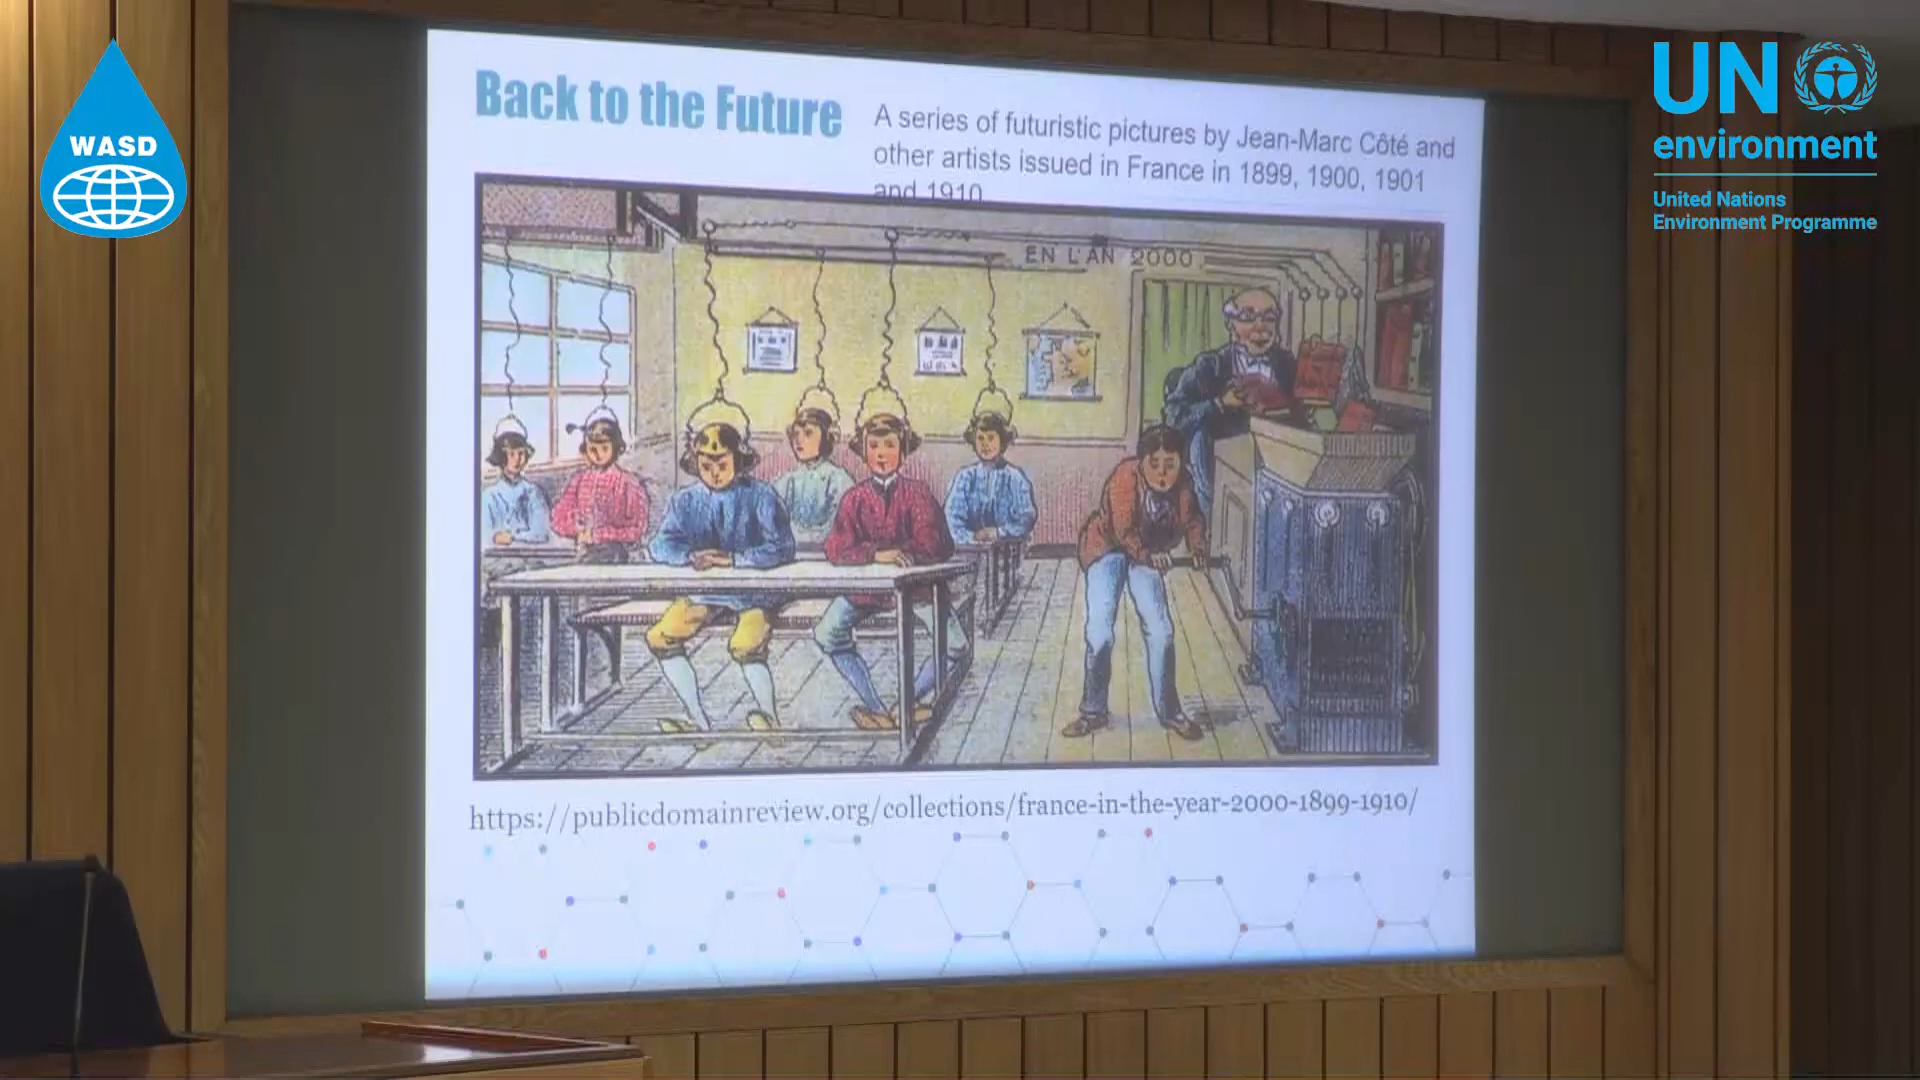 WASD
UN
environment
United Nations
Environment Programme
Back to the Future
A series of futuristic pictures by Jean-Marc Côté and
other artists issued in France in 1899, 1900, 1901
and 1910
EN L'AN 2000
https://publicdomainreview.org/collections/france-in-the-year-2000-1899-1910/